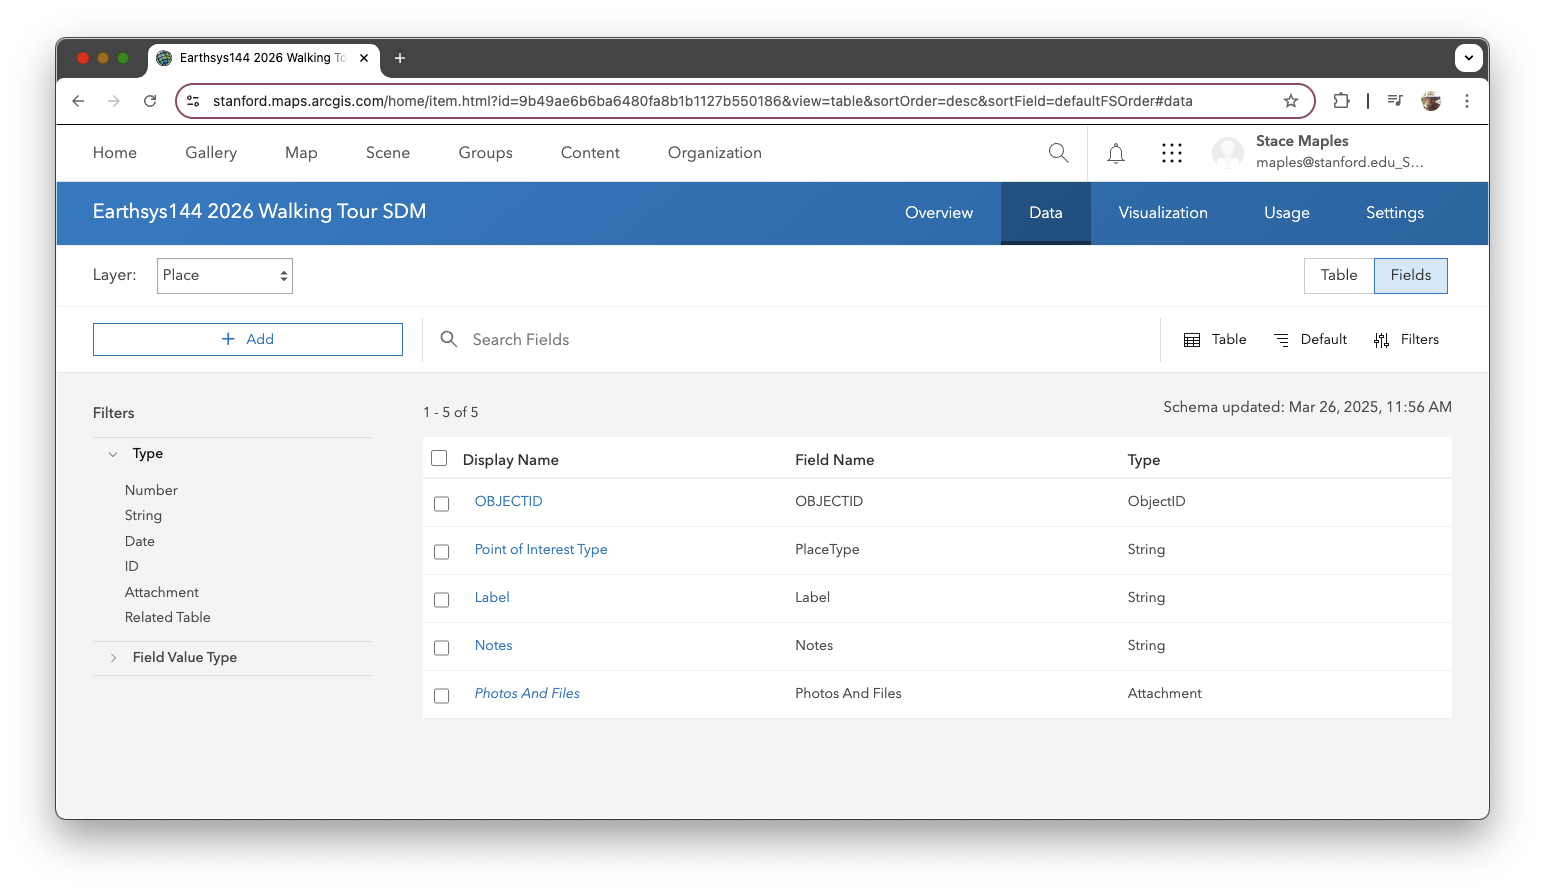 Earthsys144 2026 Walking To
stanford.maps.arcgis.com/home/item.html?id=9b49ae6b6ba6480fa8b1b1127b550186&view=table&sortOrder=desc&sortField=defaultFSOrder#data
Home Gallery Map Scene Groups Content Organization
Stace Maples
maples@stanford.edu_S...
Earthsys144 2026 Walking Tour SDM
Overview Data Visualization Usage Settings
Layer: Place
Table Fields
+ Add
Search Fields
Table Default Filters
Filters
Type
Number
String
Date
ID
Attachment
Related Table
Field Value Type
1 - 5 of 5
Schema updated: Mar 26, 2025, 11:56 AM
Display Name Field Name Type
OBJECTID OBJECTID ObjectID
Point of Interest Type PlaceType String
Label Label String
Notes Notes String
Photos And Files Photos And Files Attachment